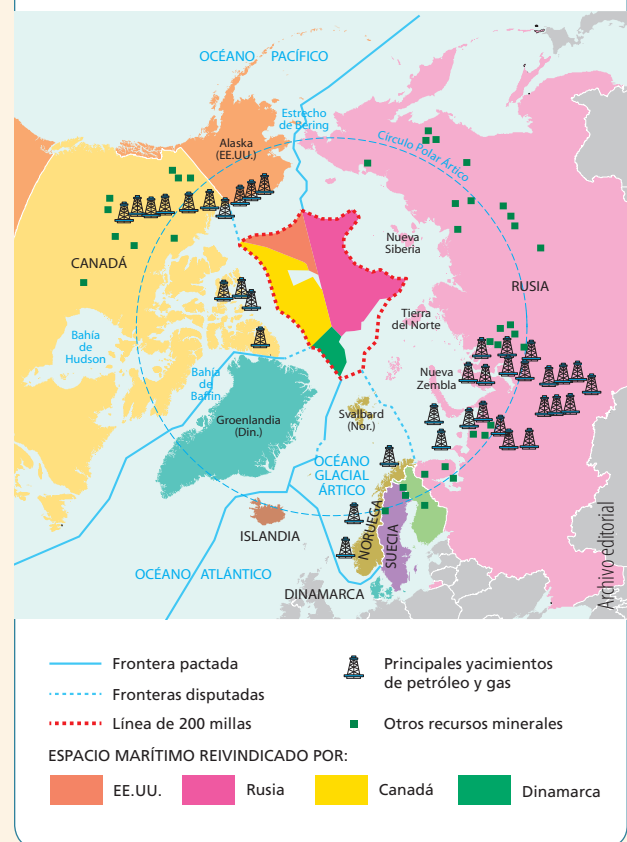 OCÉANO PACÍFICO
Estrecho
de Bering
Alaska
(EE.UU.)
Círculo Polar Ártico
CANADÁ
Nueva
Siberia
RUSIA
Tierra
del Norte
Bahía
de
Hudson
Bahía
de
Baffin
Nueva
Zembla
Groenlandia
(Din.)
Svalbard
(Nor.)
OCÉANO
GLACIAL
ÁRTICO
ISLANDIA
NORUEGA
SUECIA
OCÉANO ATLÁNTICO
DINAMARCA
Archivo editorial
Frontera pactada
Fronteras disputadas
Línea de 200 millas
Principales yacimientos
de petróleo y gas
Otros recursos minerales
ESPACIO MARÍTIMO REIVINDICADO POR:
EE.UU.
Rusia
Canadá
Dinamarca